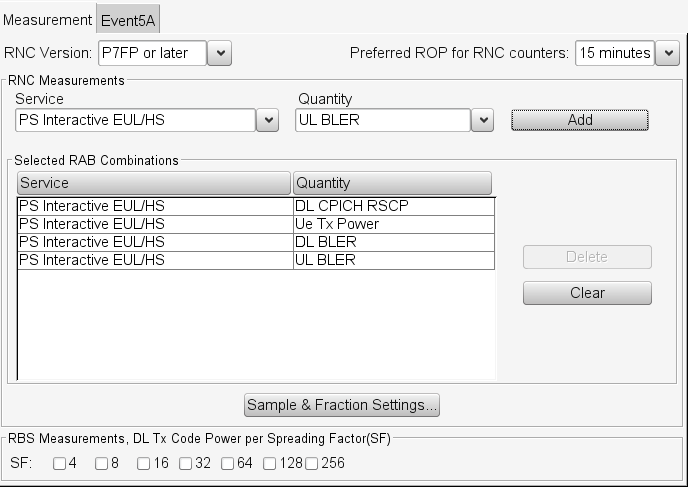 Measurement Event5A
RNC Version: P7FP or later Preferred ROP for RNC counters: 15 minutes
RNC Measurements
Service Quantity
PS Interactive EUL/HS UL BLER Add
Selected RAB Combinations
Service Quantity
PS Interactive EUL/HS DL CPICH RSCP
PS Interactive EUL/HS Ue Tx Power
PS Interactive EUL/HS DL BLER
PS Interactive EUL/HS UL BLER
Delete
Clear
Sample & Fraction Settings...
RBS Measurements, DL Tx Code Power per Spreading Factor(SF)
SF: 4 8 16 32 64 128 256